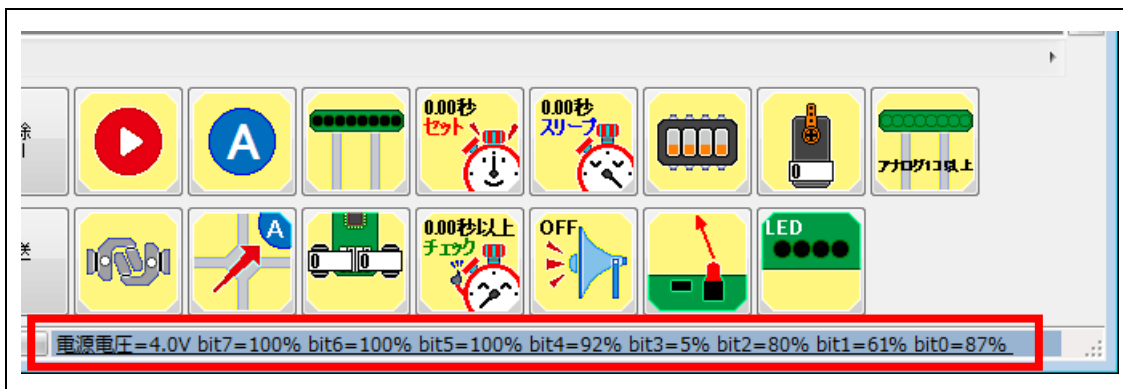 0.00秒
セット
0.00秒
スリープ
A
0
アナログ1コ以上
A
0 0
0.00秒以上
チェック
OFF
LED
電源電圧=4.0V bit7=100% bit6=100% bit5=100% bit4=92% bit3=5% bit2=80% bit1=61% bit0=87%